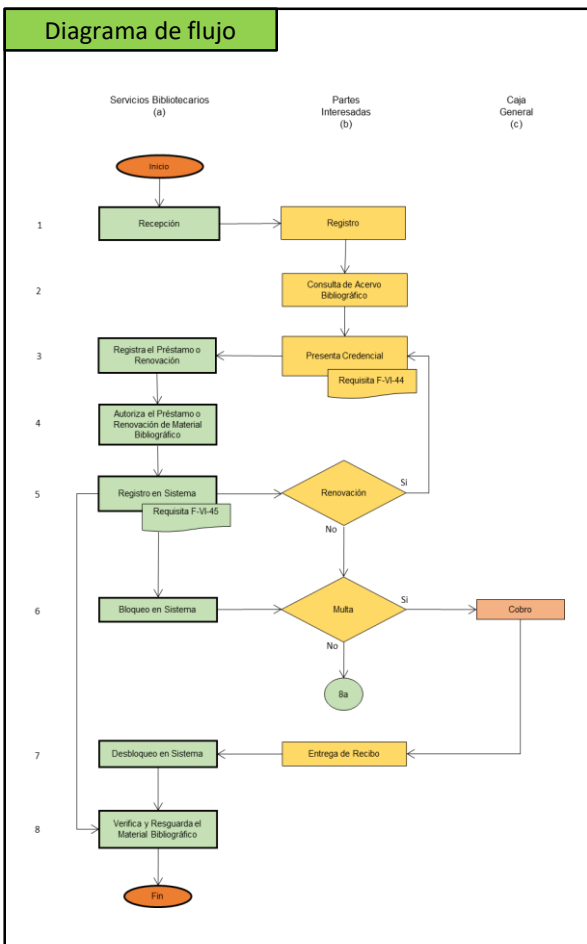 Diagrama de flujo
Servicios Bibliotecarios
(a)
Partes
Interesadas
(b)
Caja
General
(c)
Inicio
1
Recepción
Registro
2
Consulta de Acervo
Bibliográfico
3
Registra el Préstamo o
Renovación
Presenta Credencial
Requisita F-VI-44
4
Autoriza el Préstamo o
Renovación de Material
Bibliográfico
5
Registro en Sistema
Requisita F-VI-45
Renovación
Si
No
6
Bloqueo en Sistema
Multa
Si
Cobro
No
8a
7
Desbloqueo en Sistema
Entrega de Recibo
8
Verifica y Resguarda el
Material Bibliográfico
Fin